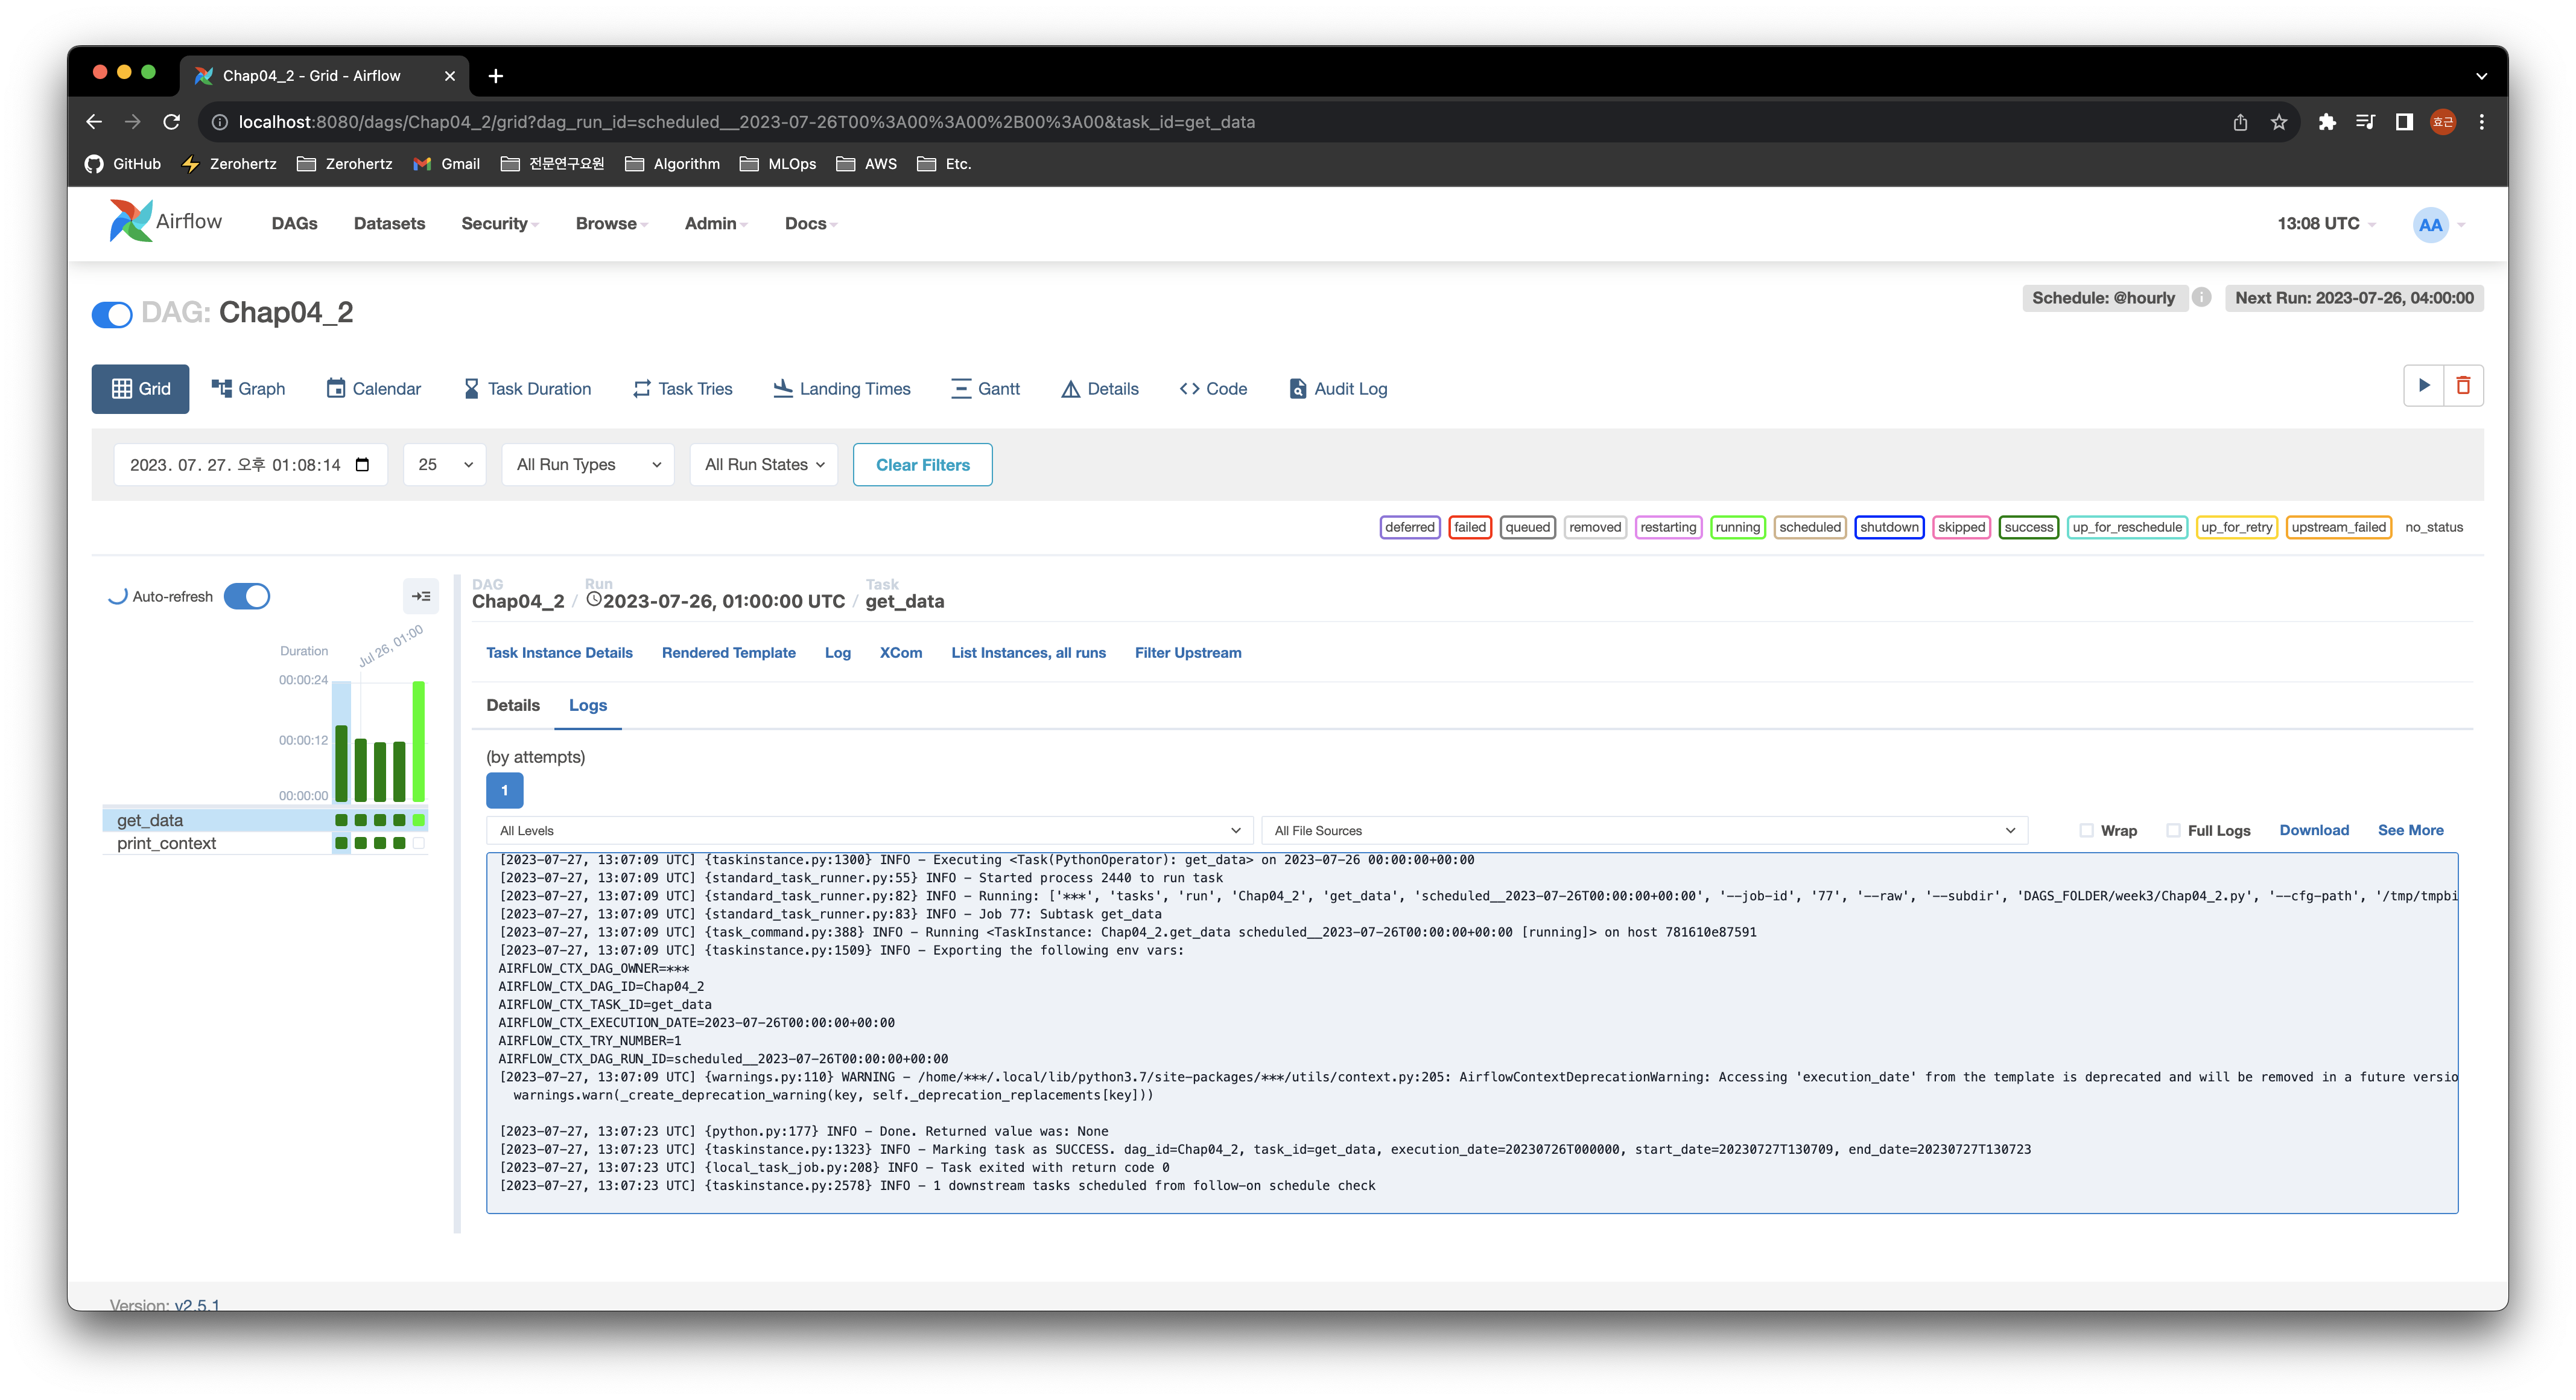 Chap04_2 - Grid - Airflow
localhost:8080/dags/Chap04_2/grid?dag_run_id=scheduled__2023-07-26T00%3A00%3A00%2B00%3A00&task_id=get_data
효근
GitHub Zerohertz Zerohertz Gmail 전문연구요원 Algorithm MLOps AWS Etc.
Airflow DAGs Datasets Security Browse Admin Docs 13:08 UTC AA
DAG: Chap04_2
Schedule: @hourly Next Run: 2023-07-26, 04:00:00
Grid Graph Calendar Task Duration Task Tries Landing Times Gantt Details Code Audit Log
2023. 07. 27. 오후 01:08:14 25 All Run Types All Run States Clear Filters
deferred failed queued removed restarting running scheduled shutdown skipped success up_for_reschedule up_for_retry upstream_failed no_status
Auto-refresh
Jul 26, 01:00
Duration
00:00:24
00:00:12
00:00:00
get_data
print_context
DAG Run Task
Chap04_2 / 2023-07-26, 01:00:00 UTC / get_data
Task Instance Details Rendered Template Log XCom List Instances, all runs Filter Upstream
Details Logs
(by attempts)
1
All Levels All File Sources Wrap Full Logs Download See More
[2023-07-27, 13:07:09 UTC] {taskinstance.py:1300} INFO - Executing <Task(PythonOperator): get_data> on 2023-07-26 00:00:00+00:00
[2023-07-27, 13:07:09 UTC] {standard_task_runner.py:55} INFO - Started process 2440 to run task
[2023-07-27, 13:07:09 UTC] {standard_task_runner.py:82} INFO - Running: ['***', 'tasks', 'run', 'Chap04_2', 'get_data', 'scheduled__2023-07-26T00:00:00+00:00', '--job-id', '77', '--raw', '--subdir', 'DAGS_FOLDER/week3/Chap04_2.py', '--cfg-path', '/tmp/tmpbi
[2023-07-27, 13:07:09 UTC] {standard_task_runner.py:83} INFO - Job 77: Subtask get_data
[2023-07-27, 13:07:09 UTC] {task_command.py:388} INFO - Running <TaskInstance: Chap04_2.get_data scheduled__2023-07-26T00:00:00+00:00 [running]> on host 781610e87591
[2023-07-27, 13:07:09 UTC] {taskinstance.py:1509} INFO - Exporting the following env vars:
AIRFLOW_CTX_DAG_OWNER=***
AIRFLOW_CTX_DAG_ID=Chap04_2
AIRFLOW_CTX_TASK_ID=get_data
AIRFLOW_CTX_EXECUTION_DATE=2023-07-26T00:00:00+00:00
AIRFLOW_CTX_TRY_NUMBER=1
AIRFLOW_CTX_DAG_RUN_ID=scheduled__2023-07-26T00:00:00+00:00
[2023-07-27, 13:07:09 UTC] {warnings.py:110} WARNING - /home/***/.local/lib/python3.7/site-packages/***/utils/context.py:205: AirflowContextDeprecationWarning: Accessing 'execution_date' from the template is deprecated and will be removed in a future versio
warnings.warn(_create_deprecation_warning(key, self._deprecation_replacements[key]))
[2023-07-27, 13:07:23 UTC] {python.py:177} INFO - Done. Returned value was: None
[2023-07-27, 13:07:23 UTC] {taskinstance.py:1323} INFO - Marking task as SUCCESS. dag_id=Chap04_2, task_id=get_data, execution_date=20230726T000000, start_date=20230727T130709, end_date=20230727T130723
[2023-07-27, 13:07:23 UTC] {local_task_job.py:208} INFO - Task exited with return code 0
[2023-07-27, 13:07:23 UTC] {taskinstance.py:2578} INFO - 1 downstream tasks scheduled from follow-on schedule check
Version: v2.5.1